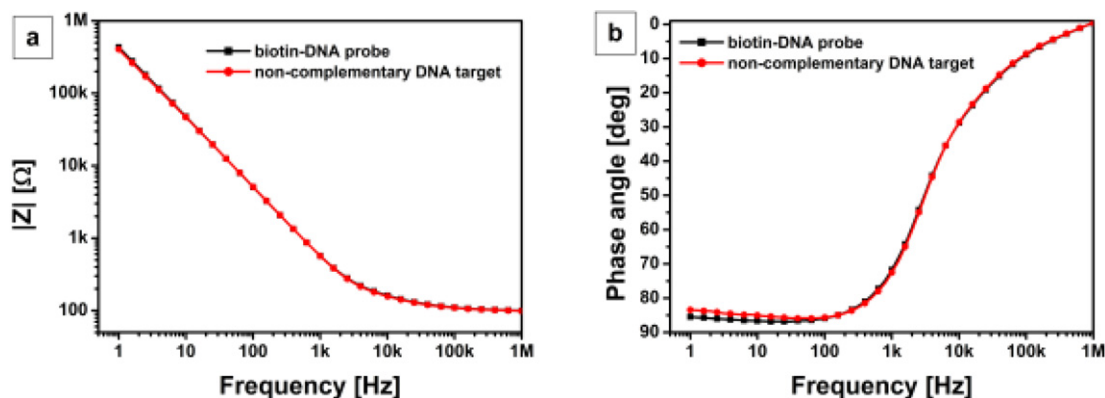 a
biotin-DNA probe
non-complementary DNA target
1M
100k
10k
1k
100
|Z| [Ω]
1 10 100 1k 10k 100k 1M
Frequency [Hz]
b
biotin-DNA probe
non-complementary DNA target
0
10
20
30
40
50
60
70
80
90
Phase angle [deg]
1 10 100 1k 10k 100k 1M
Frequency [Hz]